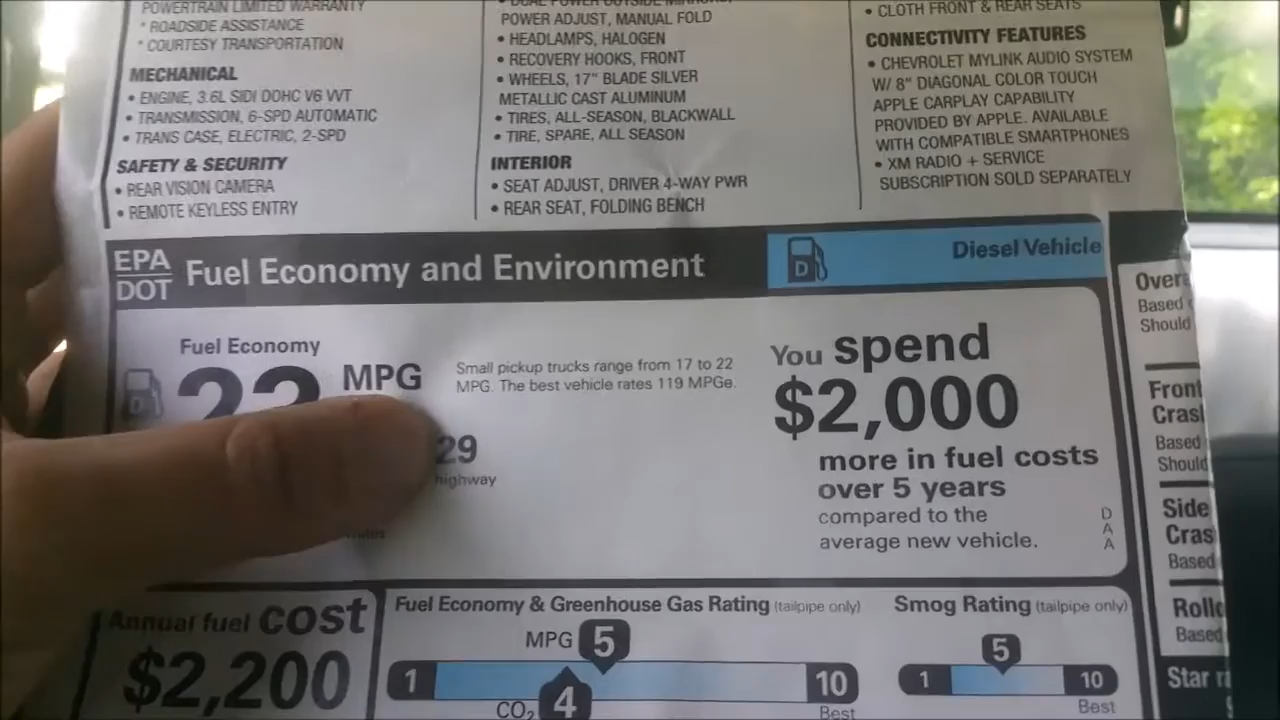 POWERTRAIN LIMITED WARRANTY
* ROADSIDE ASSISTANCE
* COURTESY TRANSPORTATION
MECHANICAL
• ENGINE, 3.6L SIDI DOHC V6 VVT
• TRANSMISSION, 6-SPD AUTOMATIC
• TRANS CASE, ELECTRIC, 2-SPD
SAFETY & SECURITY
• REAR VISION CAMERA
• REMOTE KEYLESS ENTRY
• DUAL POWER OUTSIDE
POWER ADJUST, MANUAL FOLD
• HEADLAMPS, HALOGEN
• RECOVERY HOOKS, FRONT
• WHEELS, 17" BLADE SILVER
METALLIC CAST ALUMINUM
• TIRES, ALL-SEASON, BLACKWALL
• TIRE, SPARE, ALL SEASON
INTERIOR
• SEAT ADJUST, DRIVER 4-WAY PWR
• REAR SEAT, FOLDING BENCH
• CLOTH FRONT & REAR SEATS
CONNECTIVITY FEATURES
• CHEVROLET MYLINK AUDIO SYSTEM
W/ 8" DIAGONAL COLOR TOUCH
APPLE CARPLAY CAPABILITY
PROVIDED BY APPLE. AVAILABLE
WITH COMPATIBLE SMARTPHONES
• XM RADIO + SERVICE
SUBSCRIPTION SOLD SEPARATELY
EPA
DOT
Fuel Economy and Environment
D
Diesel Vehicle
Fuel Economy
MPG
29
highway
Small pickup trucks range from 17 to 22
MPG. The best vehicle rates 119 MPGe.
You spend
$2,000
more in fuel costs
over 5 years
compared to the
average new vehicle.
D
A
A
Annual fuel cost
$2,200
Fuel Economy & Greenhouse Gas Rating (tailpipe only)
MPG 5
1
10
CO2 4
Best
Smog Rating (tailpipe only)
5
1
10
Best
Based
Should
Front
Based
Should
Side
Based
Based
Star